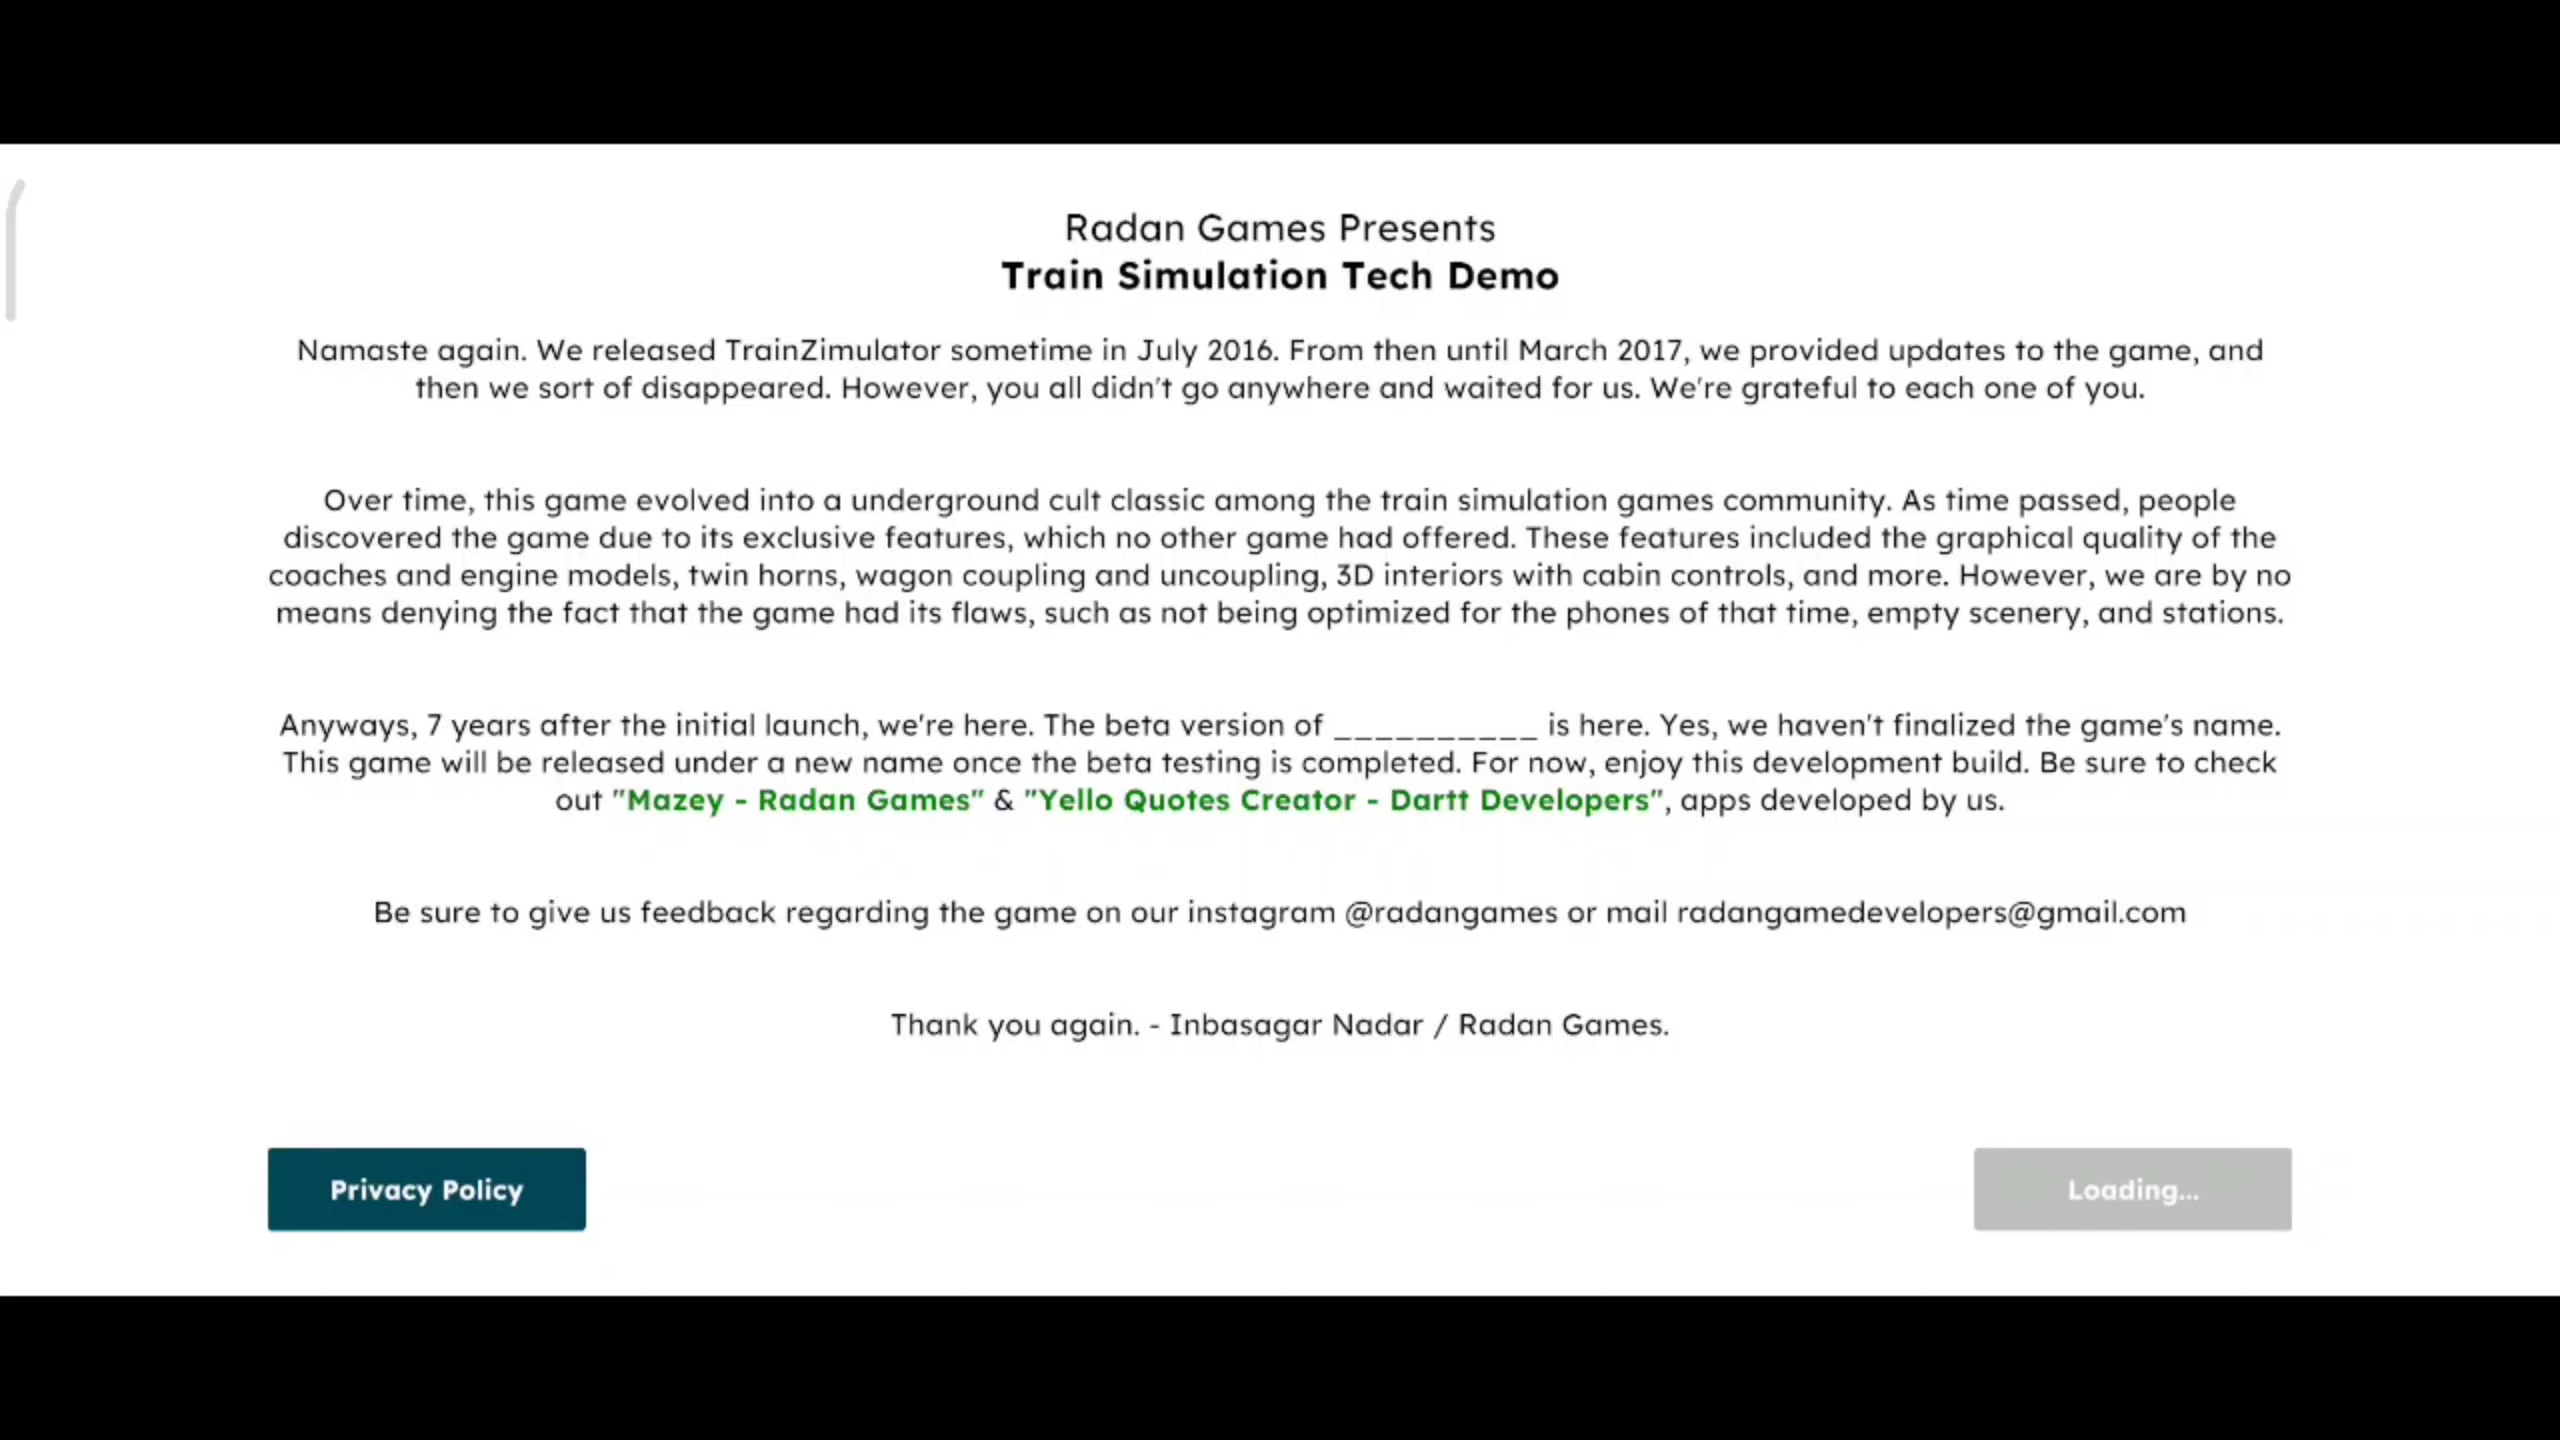 Radan Games Presents
Train Simulation Tech Demo
Namaste again. We released TrainZimulator sometime in July 2016. From then until March 2017, we provided updates to the game, and
then we sort of disappeared. However, you all didn't go anywhere and waited for us. We're grateful to each one of you.
Over time, this game evolved into a underground cult classic among the train simulation games community. As time passed, people
discovered the game due to its exclusive features, which no other game had offered. These features included the graphical quality of the
coaches and engine models, twin horns, wagon coupling and uncoupling, 3D interiors with cabin controls, and more. However, we are by no
means denying the fact that the game had its flaws, such as not being optimized for the phones of that time, empty scenery, and stations.
Anyways, 7 years after the initial launch, we're here. The beta version of __________ is here. Yes, we haven't finalized the game's name.
This game will be released under a new name once the beta testing is completed. For now, enjoy this development build. Be sure to check
out "Mazey - Radan Games" & "Yello Quotes Creator - Dartt Developers", apps developed by us.
Be sure to give us feedback regarding the game on our instagram @radangames or mail radangamedevelopers@gmail.com
Thank you again. - Inbasagar Nadar / Radan Games.
Privacy Policy
Loading...